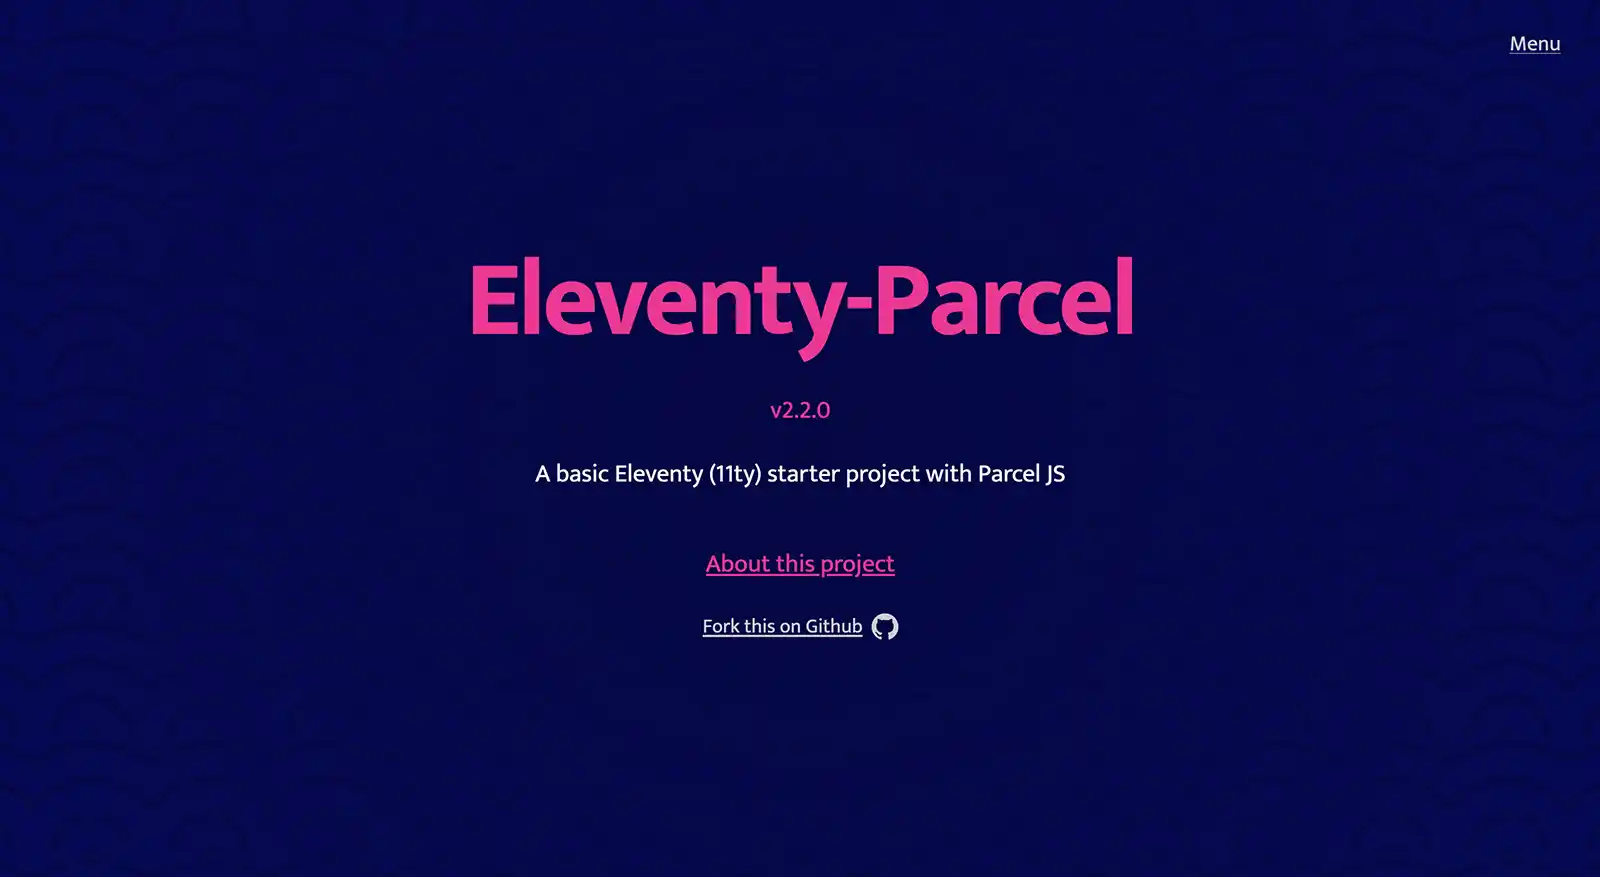 Menu
Eleventy-Parcel
v2.2.0
A basic Eleventy (11ty) starter project with Parcel JS
About this project
Fork this on Github